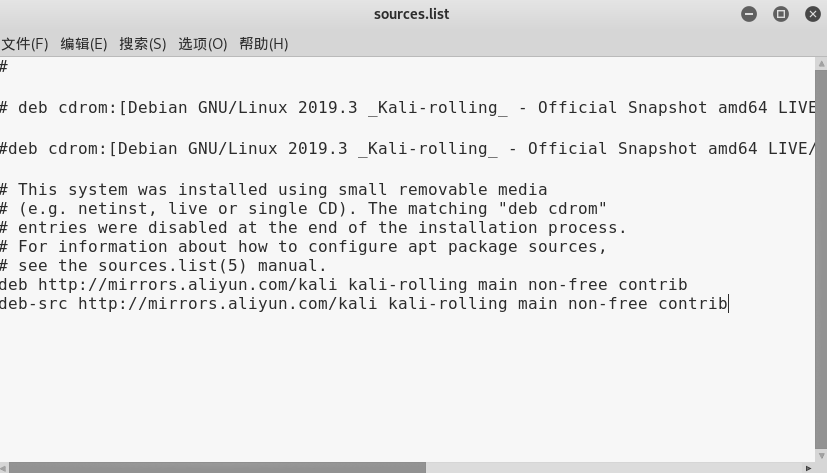 sources.list
文件(F) 编辑(E) 搜索(S) 选项(O) 帮助(H)
#
# deb cdrom:[Debian GNU/Linux 2019.3 _Kali-rolling_ - Official Snapshot amd64 LIVE
#deb cdrom:[Debian GNU/Linux 2019.3 _Kali-rolling_ - Official Snapshot amd64 LIVE/
# This system was installed using small removable media
# (e.g. netinst, live or single CD). The matching "deb cdrom"
# entries were disabled at the end of the installation process.
# For information about how to configure apt package sources,
# see the sources.list(5) manual.
deb http://mirrors.aliyun.com/kali kali-rolling main non-free contrib
deb-src http://mirrors.aliyun.com/kali kali-rolling main non-free contrib